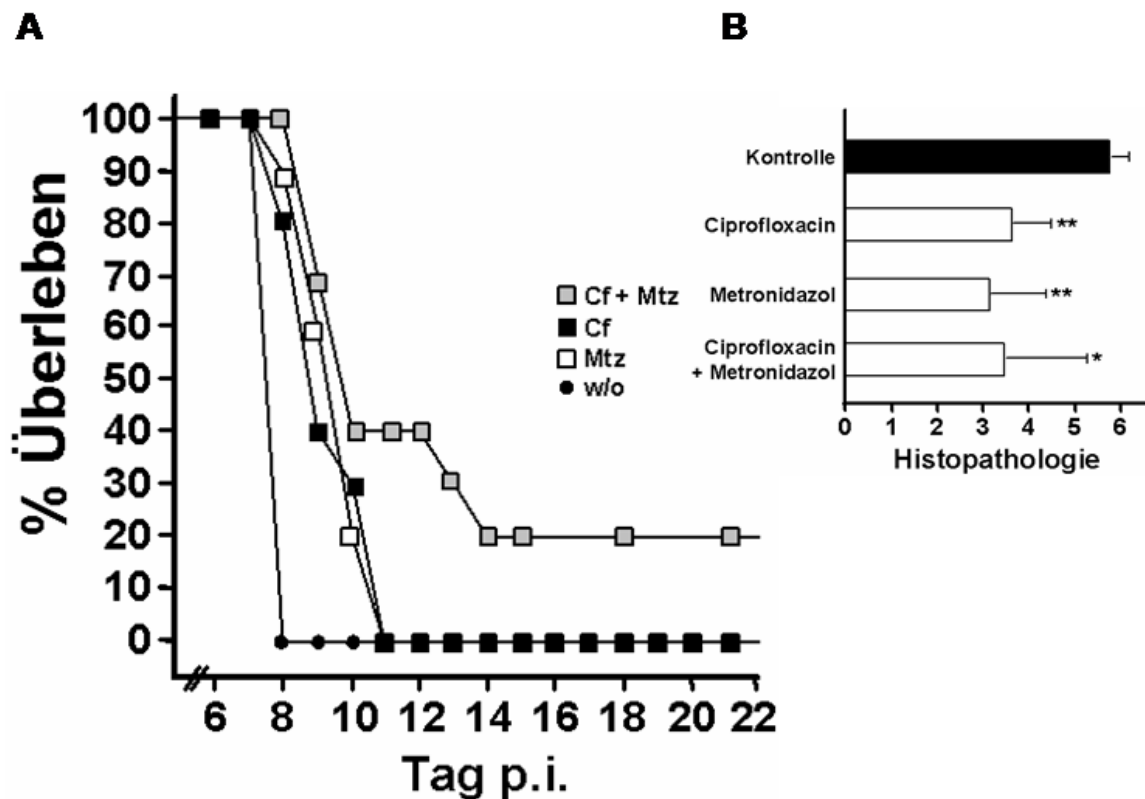 A
B
% Überleben
100
90
80
70
60
50
40
30
20
10
0
6 8 10 12 14 16 18 20 22
Tag p.i.
Cf + Mtz
Cf
Mtz
w/o
Kontrolle
Ciprofloxacin
**
Metronidazol
**
Ciprofloxacin
+ Metronidazol
*
0 1 2 3 4 5 6
Histopathologie